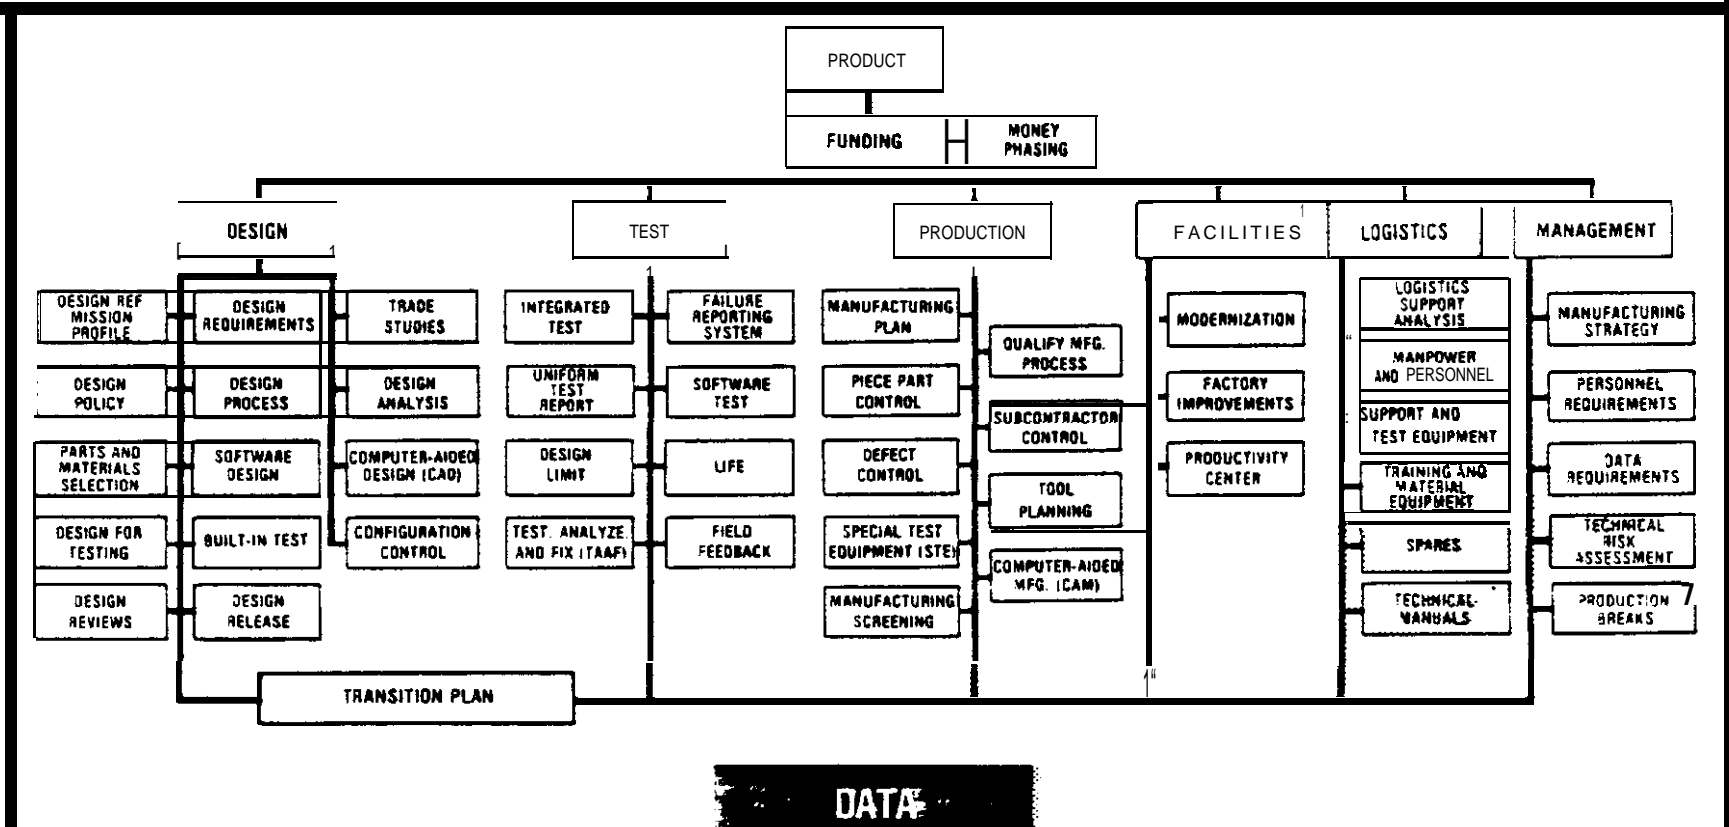 PRODUCT
FUNDING
MONEY
PHASING
DESIGN
TEST
PRODUCTION
FACILITIES
LOGISTICS
MANAGEMENT
DESIGN REF
MISSION
PROFILE
DESIGN
REQUIREMENTS
TRADE
STUDIES
DESIGN
POLICY
DESIGN
PROCESS
DESIGN
ANALYSIS
PARTS AND
MATERIALS
SELECTION
SOFTWARE
DESIGN
COMPUTER-AIDED
DESIGN (CAD)
DESIGN FOR
TESTING
BUILT-IN TEST
CONFIGURATION
CONTROL
DESIGN
REVIEWS
DESIGN
RELEASE
INTEGRATED
TEST
FAILURE
REPORTING
SYSTEM
UNIFORM
TEST
REPORT
SOFTWARE
TEST
DESIGN
LIMIT
LIFE
TEST. ANALYZE.
AND FIX (TAAF)
FIELD
FEEDBACK
MANUFACTURING
PLAN
QUALIFY MFG.
PROCESS
PIECE PART
CONTROL
SUBCONTRACTOR
CONTROL
DEFECT
CONTROL
TOOL
PLANNING
SPECIAL TEST
EQUIPMENT (STE)
COMPUTER-AIDED
MFG. (CAM)
MANUFACTURING
SCREENING
MODERNIZATION
FACTORY
IMPROVEMENTS
PRODUCTIVITY
CENTER
LOGISTICS
SUPPORT
ANALYSIS
MANPOWER
AND PERSONNEL
SUPPORT AND
TEST EQUIPMENT
TRAINING AND
MATERIAL
EQUIPMENT
SPARES
TECHNICAL-
MANUALS
MANUFACTURING
STRATEGY
PERSONNEL
REQUIREMENTS
DATA
REQUIREMENTS
TECHNICAL
RISK
ASSESSMENT
PRODUCTION
BREAKS
TRANSITION PLAN
DATA